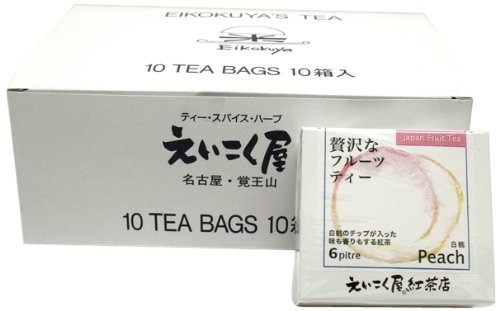 EIKOKUYA'S TEA
Eikokuya
10 TEA BAGS 10箱入
ティー・スパイス・ハーブ
えいこく屋
名古屋・覚王山
10 TEA BAGS 10箱
Japan Fruit Tea
贅沢な
フルーツ
ティー
白桃のチップが入った
味も香りもする紅茶
白桃
6pitre
Peach
えいこく屋紅茶店